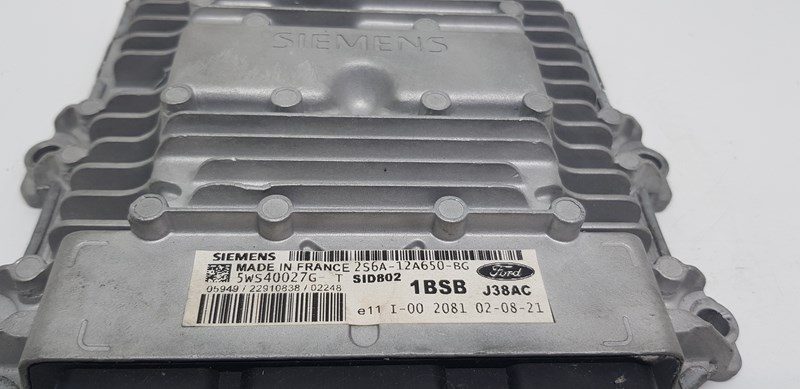 SIEMENS
SIEMENS
MADE IN FRANCE 2S6A-12A650-BG
5WS40027G- T SID802
05949 / 22910838 / 02248
1BSB
Ford
J38AC
e11 I-00 2081 02-08-21